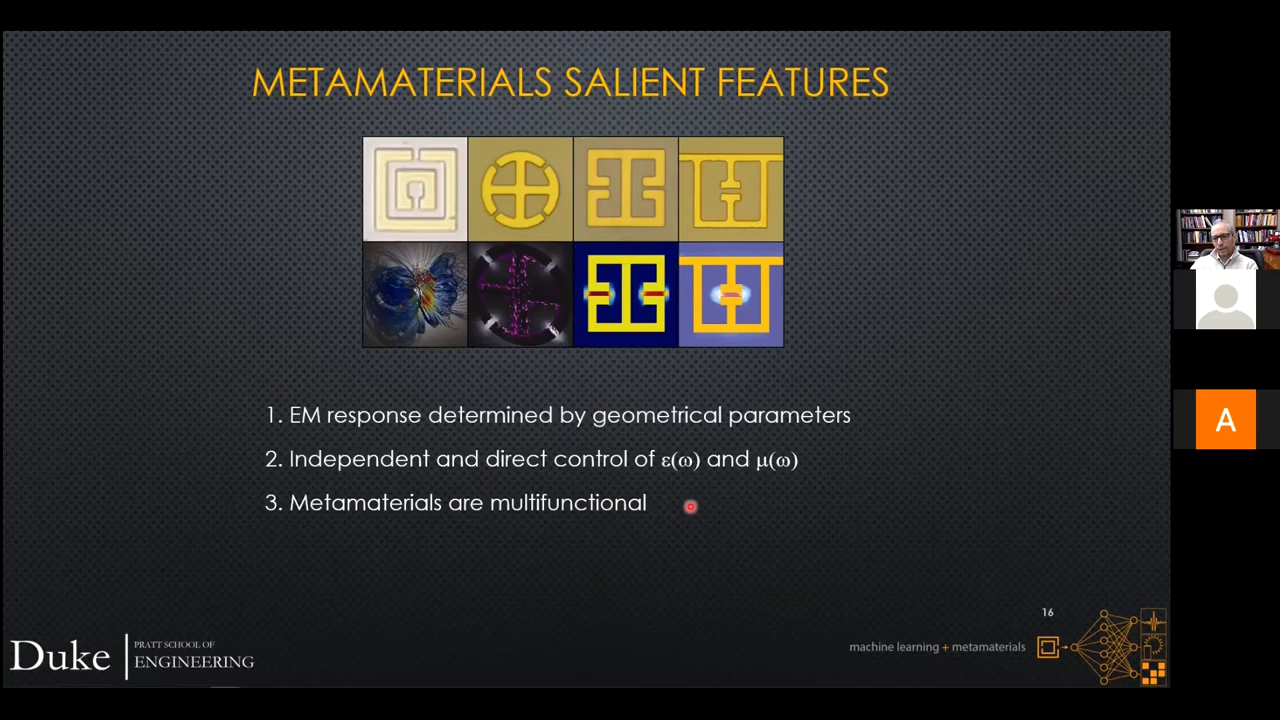 METAMATERIALS SALIENT FEATURES
1. EM response determined by geometrical parameters
2. Independent and direct control of ε(ω) and μ(ω)
3. Metamaterials are multifunctional
A
16
Duke
PRATT SCHOOL OF
ENGINEERING
machine learning + metamaterials